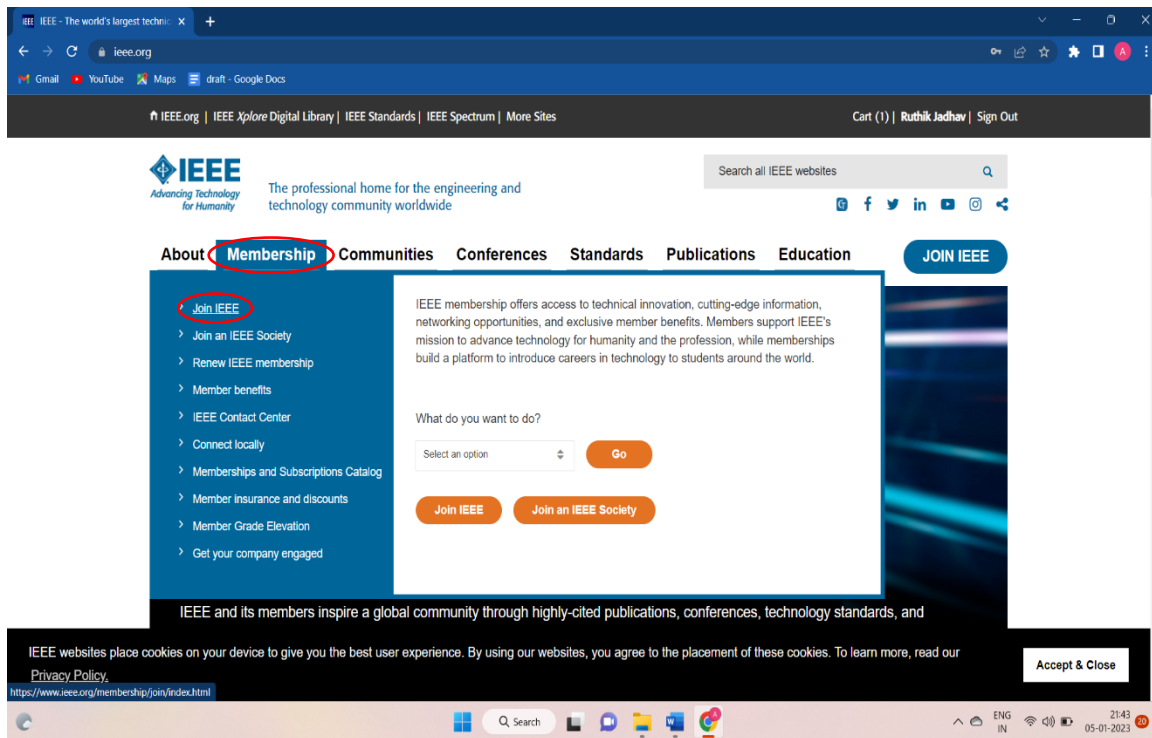 IEEE IEEE - The world's largest technic
ieee.org
Gmail YouTube Maps draft - Google Docs
IEEE.org | IEEE Xplore Digital Library | IEEE Standards | IEEE Spectrum | More Sites Cart (1) | Ruthik Jadhav | Sign Out
IEEE
Advancing Technology
for Humanity
The professional home for the engineering and
technology community worldwide
Search all IEEE websites
About Membership Communities Conferences Standards Publications Education JOIN IEEE
Join IEEE
Join an IEEE Society
Renew IEEE membership
Member benefits
IEEE Contact Center
Connect locally
Memberships and Subscriptions Catalog
Member insurance and discounts
Member Grade Elevation
Get your company engaged
IEEE membership offers access to technical innovation, cutting-edge information,
networking opportunities, and exclusive member benefits. Members support IEEE's
mission to advance technology for humanity and the profession, while memberships
build a platform to introduce careers in technology to students around the world.
What do you want to do?
Select an option Go
Join IEEE Join an IEEE Society
IEEE and its members inspire a global community through highly-cited publications, conferences, technology standards, and
IEEE websites place cookies on your device to give you the best user experience. By using our websites, you agree to the placement of these cookies. To learn more, read our
Privacy Policy.
Accept & Close
https://www.ieee.org/membership/join/index.html
Search
ENG
IN
21:43
05-01-2023
20